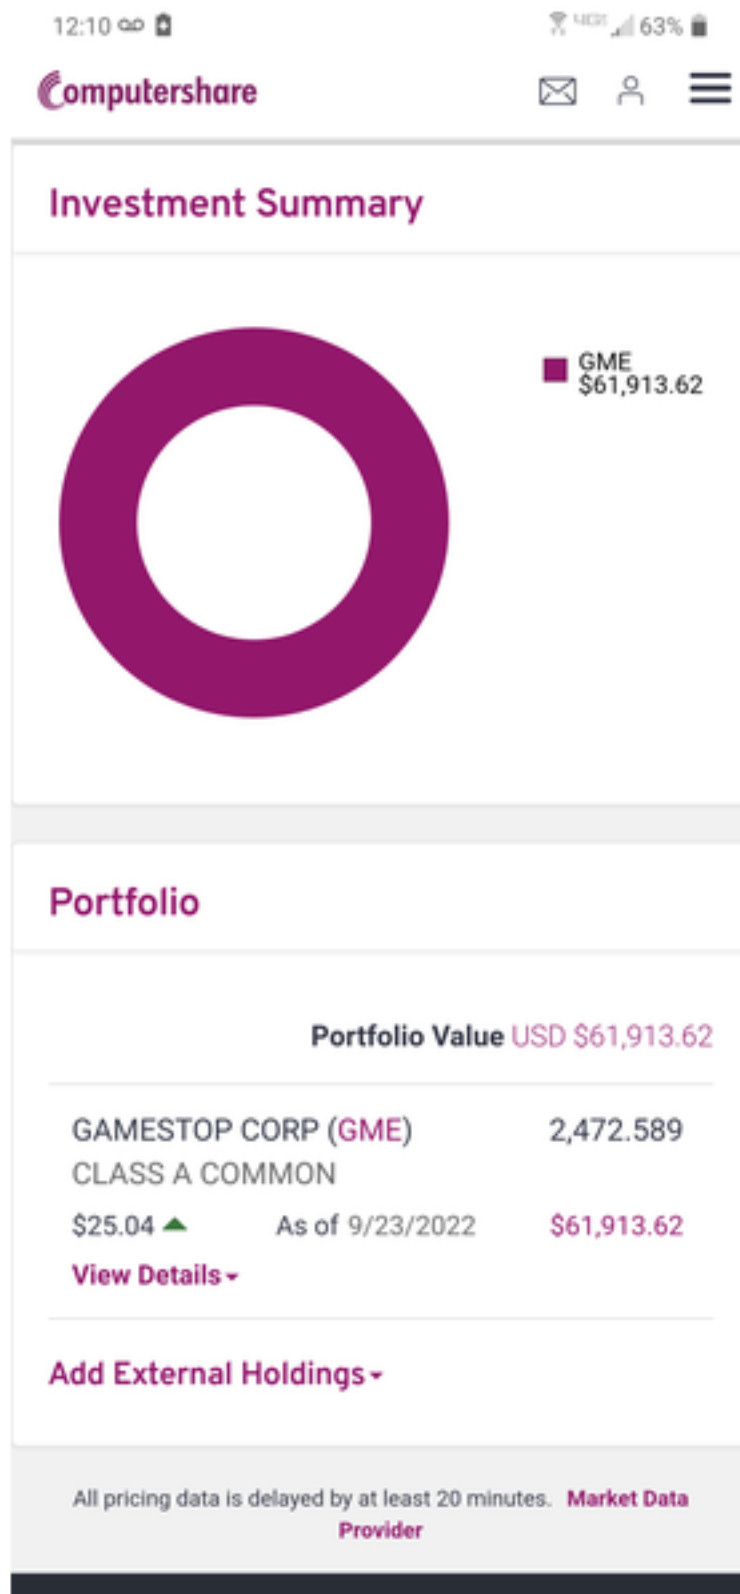 12:10
63%
Computershare
Investment Summary
GME
$61,913.62
Portfolio
Portfolio Value USD $61,913.62
GAMESTOP CORP (GME) 2,472.589
CLASS A COMMON
$25.04 As of 9/23/2022 $61,913.62
View Details
Add External Holdings
All pricing data is delayed by at least 20 minutes. Market Data
Provider